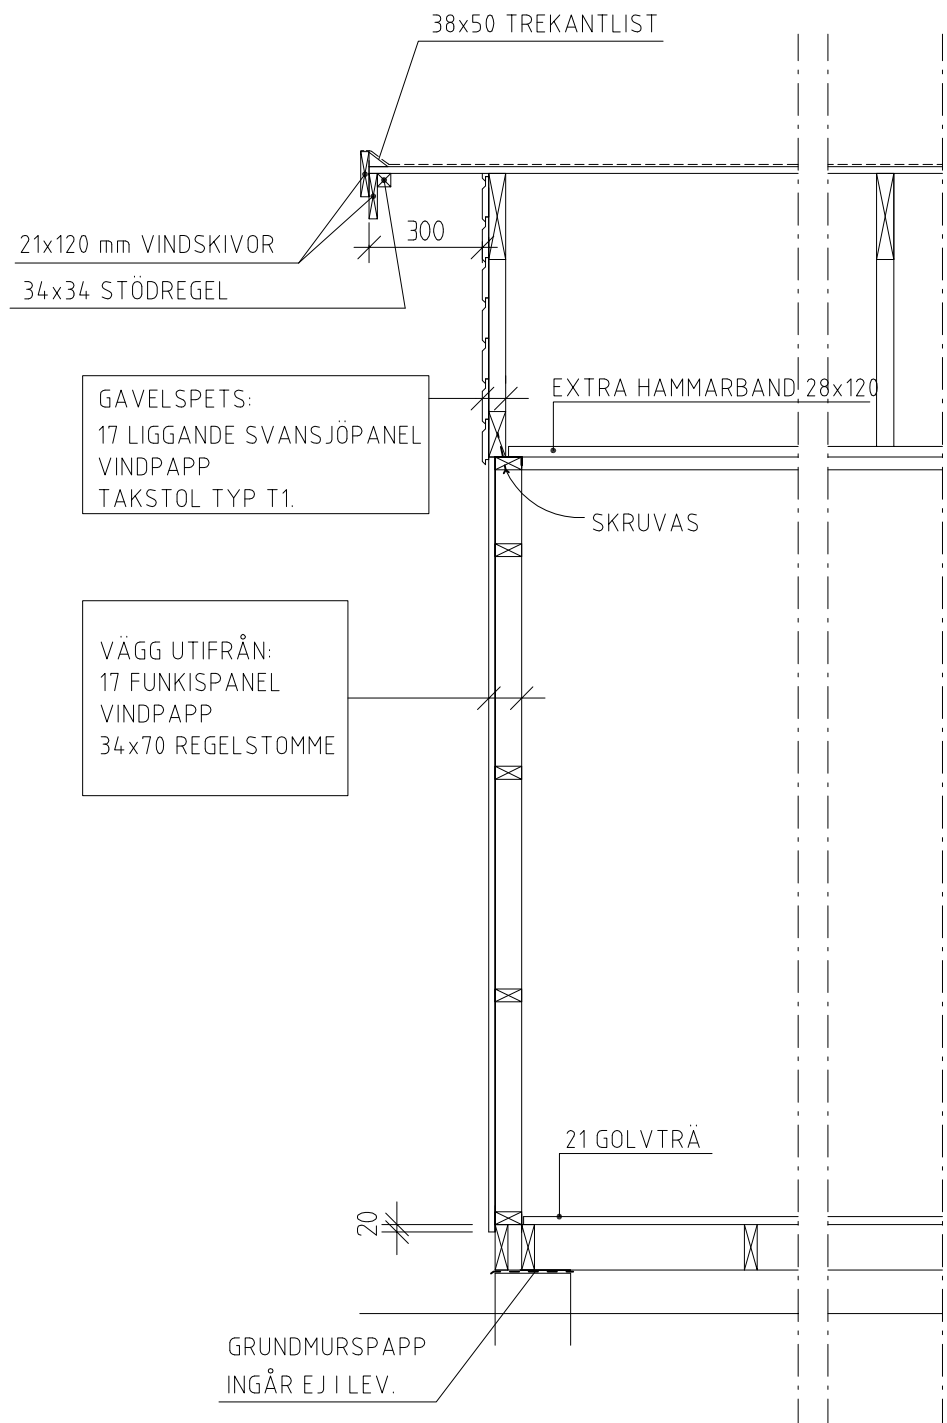 38x50 TREKANTLIST
300
21x120 mm VINDSKIVOR
34x34 STÖDREGEL
EXTRA HAMMARBAND 28x120
GAVELSPETS:
17 LIGGANDE SVANSJÖPANEL
VINDPAPP
TAKSTOL TYP T1.
SKRUVAS
VÄGG UTIFRÅN:
17 FUNKISPANEL
VINDPAPP
34x70 REGELSTOMME
21 GOLVTRÄ
20
GRUNDMURSPAPP
INGÅR EJ I LEV.